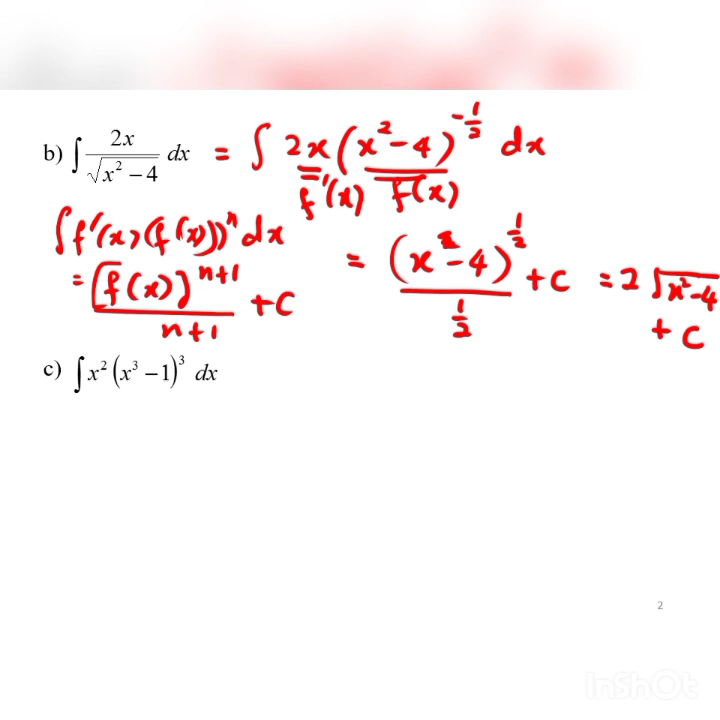 b) ∫ 2x/√(x² − 4) dx = ∫ 2x (x² − 4)^(−1/2) dx
f'(x) f(x)
∫ f'(x) (f(x))ⁿ dx
= [f(x)]ⁿ⁺¹/(n+1) + C
= (x² − 4)^(1/2)/(1/2) + C = 2√(x² − 4) + C
c) ∫ x² (x³ − 1)³ dx
2
InShOt